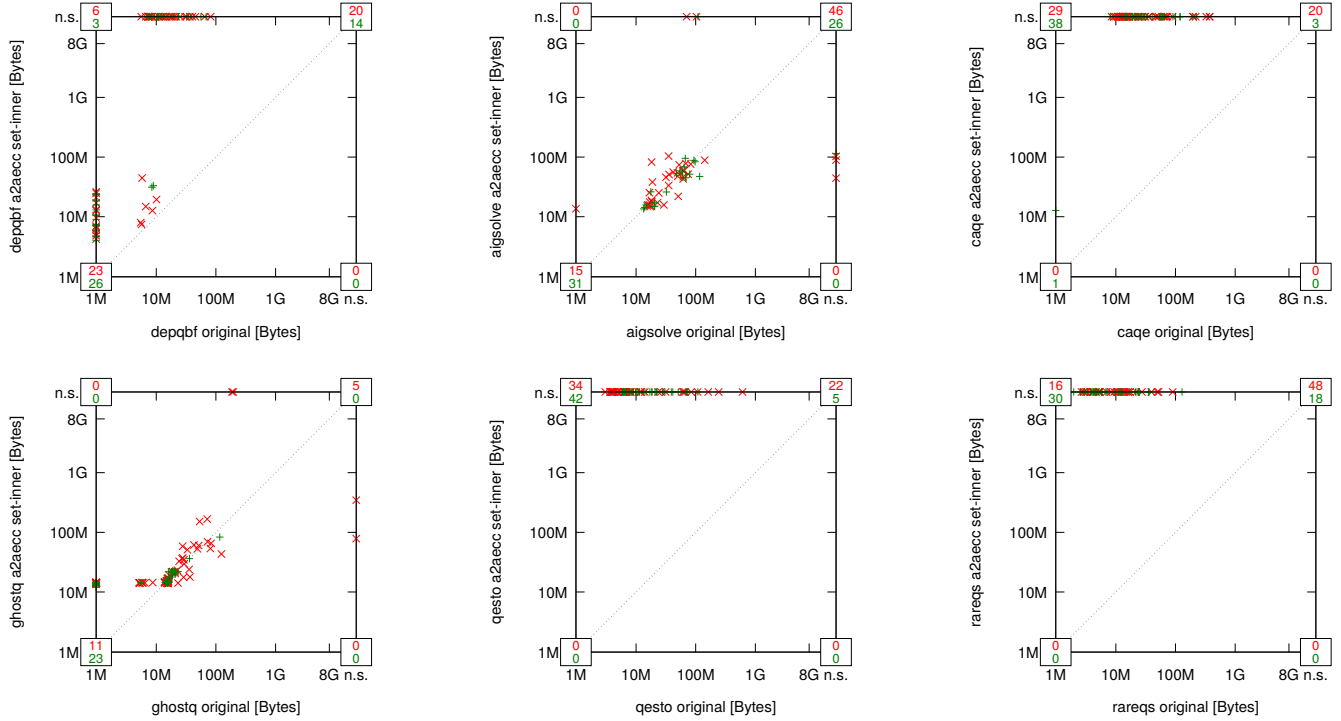 n.s.
6
3
20
14
8G
1G
100M
10M
1M
23
26
0
0
1M 10M 100M 1G 8G n.s.
depqbf a2aecc set-inner [Bytes]
depqbf original [Bytes]
n.s.
0
0
46
26
8G
1G
100M
10M
1M
15
31
0
0
1M 10M 100M 1G 8G n.s.
aigsolve a2aecc set-inner [Bytes]
aigsolve original [Bytes]
n.s.
29
38
20
3
8G
1G
100M
10M
1M
0
1
0
0
1M 10M 100M 1G 8G n.s.
caqe a2aecc set-inner [Bytes]
caqe original [Bytes]
n.s.
0
0
5
0
8G
1G
100M
10M
1M
11
23
0
0
1M 10M 100M 1G 8G n.s.
ghostq a2aecc set-inner [Bytes]
ghostq original [Bytes]
n.s.
34
42
22
5
8G
1G
100M
10M
1M
0
0
0
0
1M 10M 100M 1G 8G n.s.
qesto a2aecc set-inner [Bytes]
qesto original [Bytes]
n.s.
16
30
48
18
8G
1G
100M
10M
1M
0
0
0
0
1M 10M 100M 1G 8G n.s.
rareqs a2aecc set-inner [Bytes]
rareqs original [Bytes]